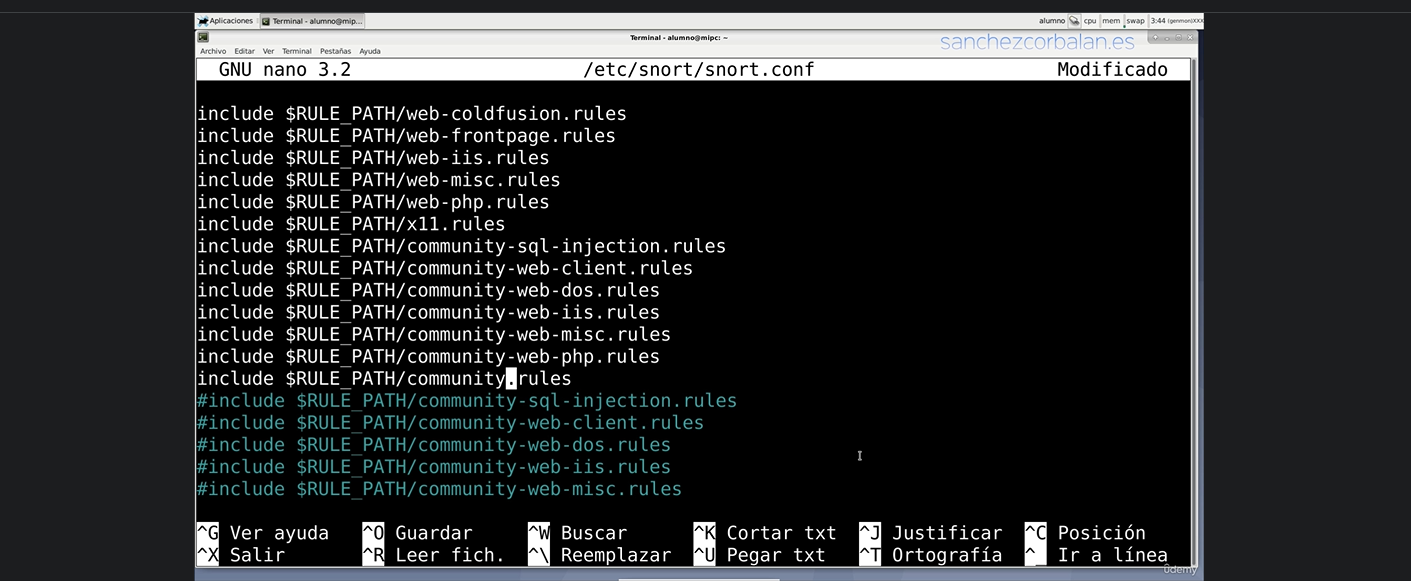 Aplicaciones Terminal - alumno@mip... alumno cpu mem swap 3:44 (genmon)XXX
Terminal - alumno@mipc: ~
sanchezcorbalan.es
Archivo Editar Ver Terminal Pestañas Ayuda
GNU nano 3.2 /etc/snort/snort.conf Modificado
include $RULE_PATH/web-coldfusion.rules
include $RULE_PATH/web-frontpage.rules
include $RULE_PATH/web-iis.rules
include $RULE_PATH/web-misc.rules
include $RULE_PATH/web-php.rules
include $RULE_PATH/x11.rules
include $RULE_PATH/community-sql-injection.rules
include $RULE_PATH/community-web-client.rules
include $RULE_PATH/community-web-dos.rules
include $RULE_PATH/community-web-iis.rules
include $RULE_PATH/community-web-misc.rules
include $RULE_PATH/community-web-php.rules
include $RULE_PATH/community.rules
#include $RULE_PATH/community-sql-injection.rules
#include $RULE_PATH/community-web-client.rules
#include $RULE_PATH/community-web-dos.rules
#include $RULE_PATH/community-web-iis.rules
#include $RULE_PATH/community-web-misc.rules
^G Ver ayuda ^O Guardar ^W Buscar ^K Cortar txt ^J Justificar ^C Posición
^X Salir ^R Leer fich. ^\ Reemplazar ^U Pegar txt ^T Ortografía ^_ Ir a línea
ûdemy